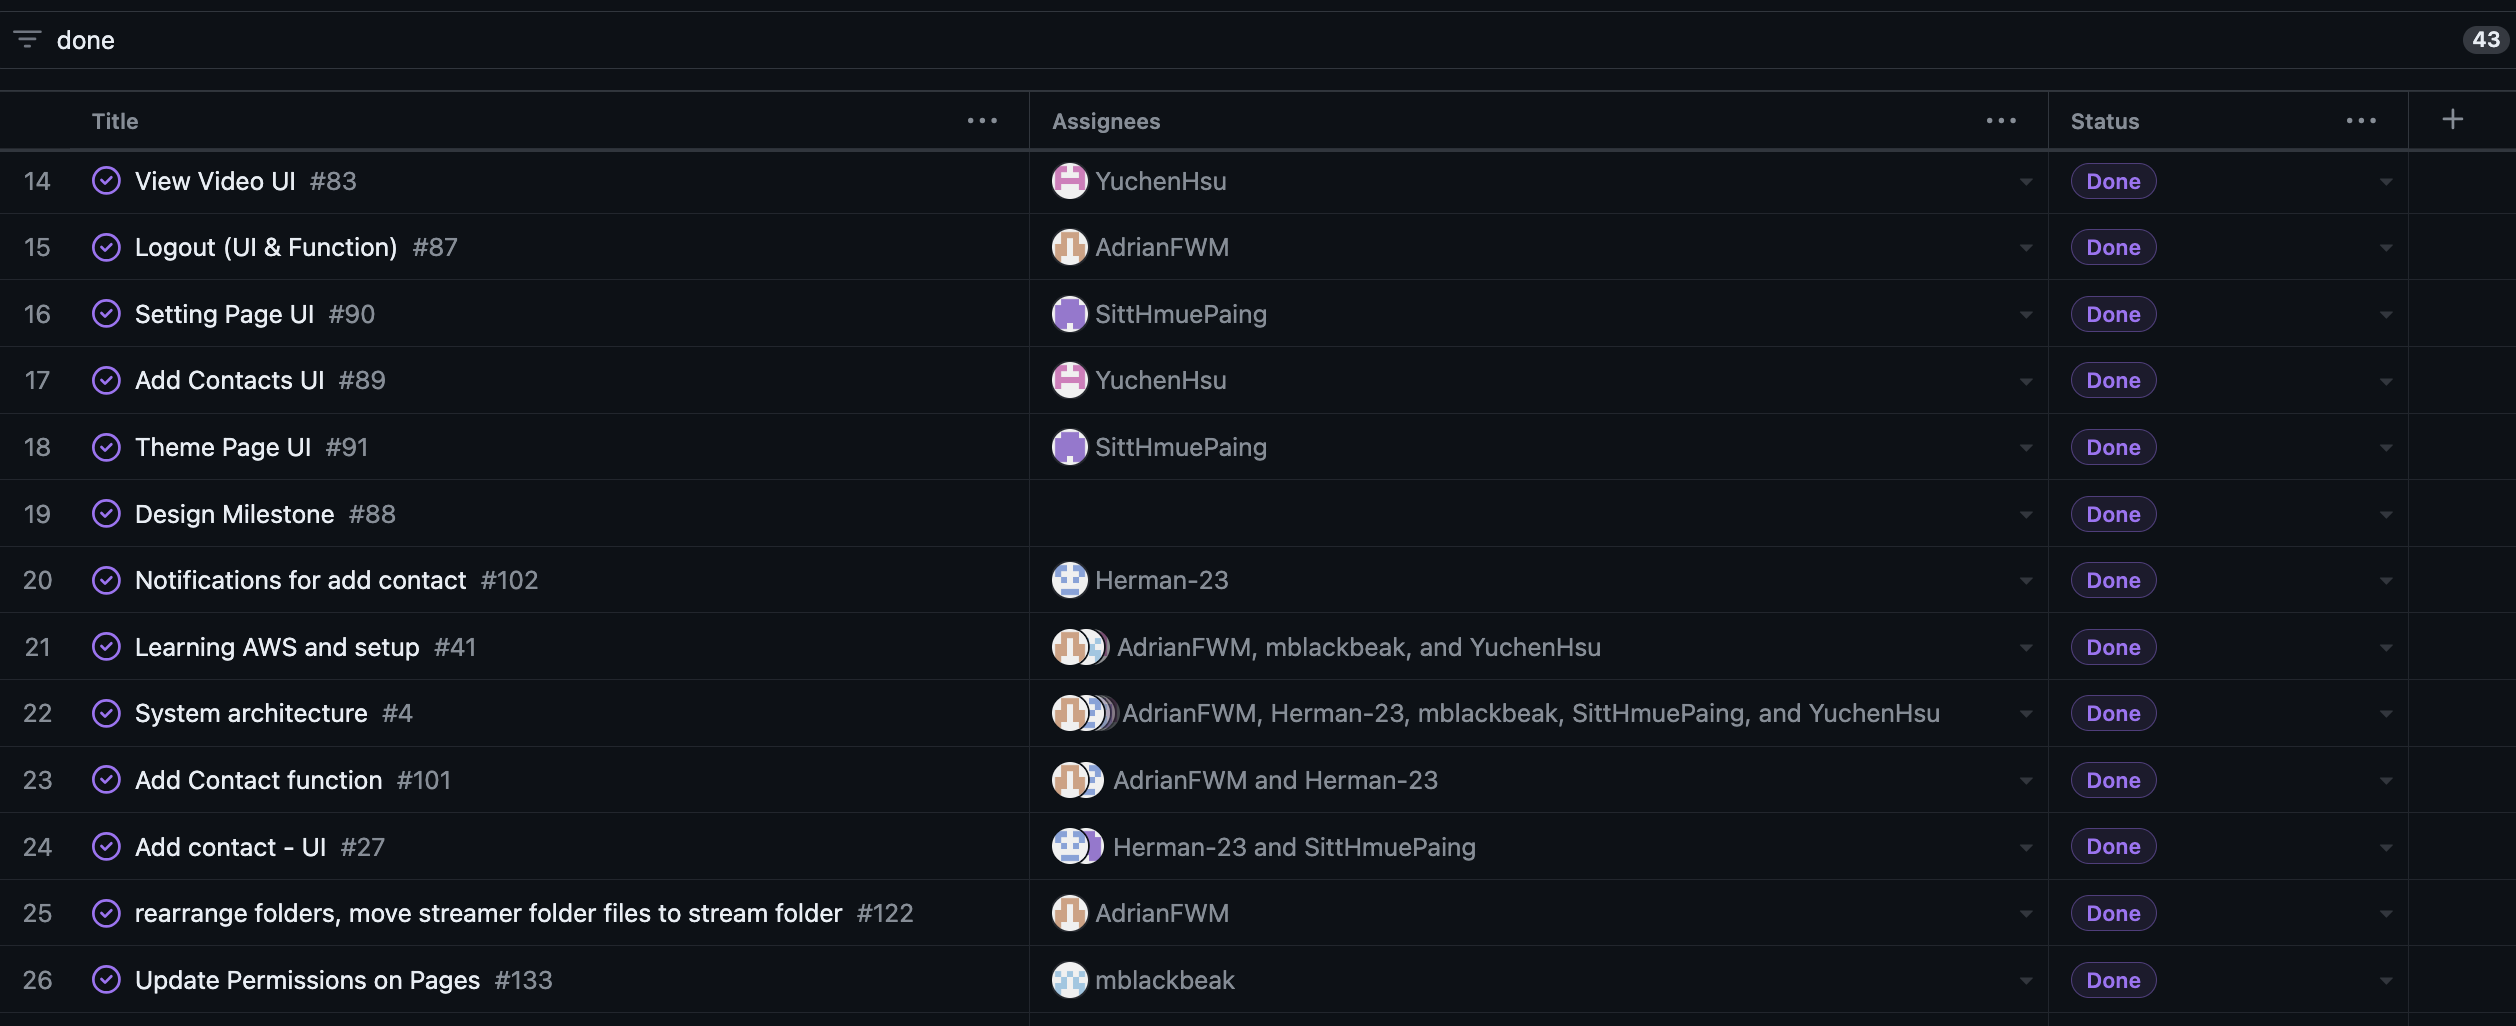 done 43
Title ... Assignees ... Status ... +
14 View Video UI #83 YuchenHsu Done
15 Logout (UI & Function) #87 AdrianFWM Done
16 Setting Page UI #90 SittHmuePaing Done
17 Add Contacts UI #89 YuchenHsu Done
18 Theme Page UI #91 SittHmuePaing Done
19 Design Milestone #88 Done
20 Notifications for add contact #102 Herman-23 Done
21 Learning AWS and setup #41 AdrianFWM, mblackbeak, and YuchenHsu Done
22 System architecture #4 AdrianFWM, Herman-23, mblackbeak, SittHmuePaing, and YuchenHsu Done
23 Add Contact function #101 AdrianFWM and Herman-23 Done
24 Add contact - UI #27 Herman-23 and SittHmuePaing Done
25 rearrange folders, move streamer folder files to stream folder #122 AdrianFWM Done
26 Update Permissions on Pages #133 mblackbeak Done